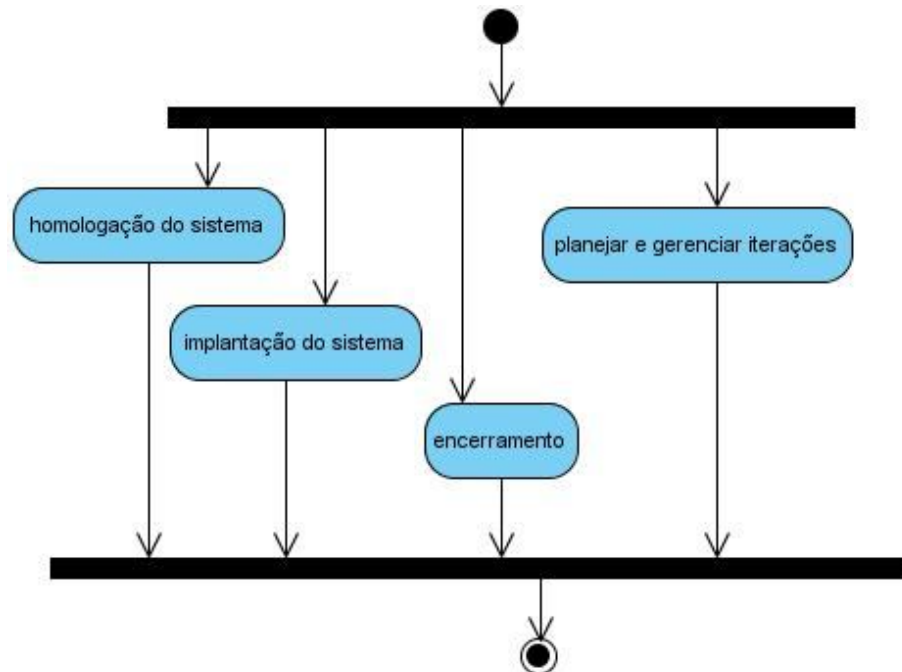 homologação do sistema
planejar e gerenciar iterações
implantação do sistema
encerramento